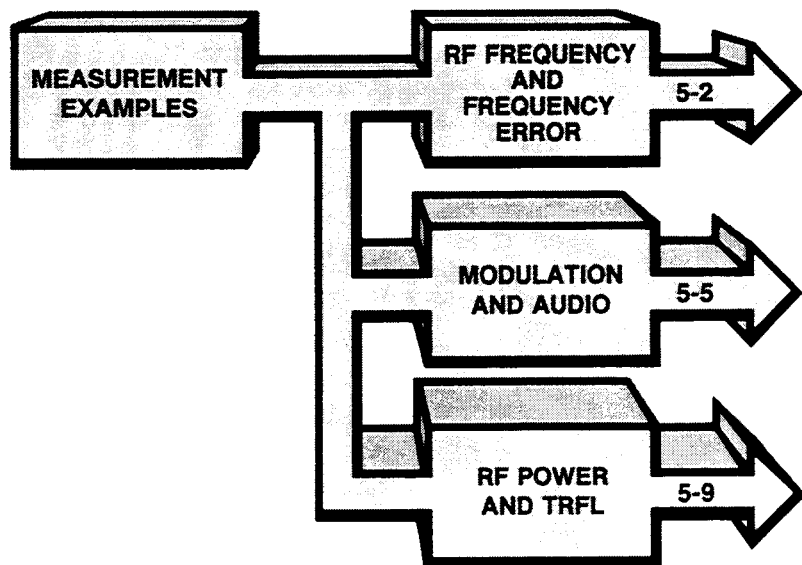 MEASUREMENT
EXAMPLES
RF FREQUENCY
AND
FREQUENCY
ERROR
5-2
MODULATION
AND AUDIO
5-5
RF POWER
AND TRFL
5-9